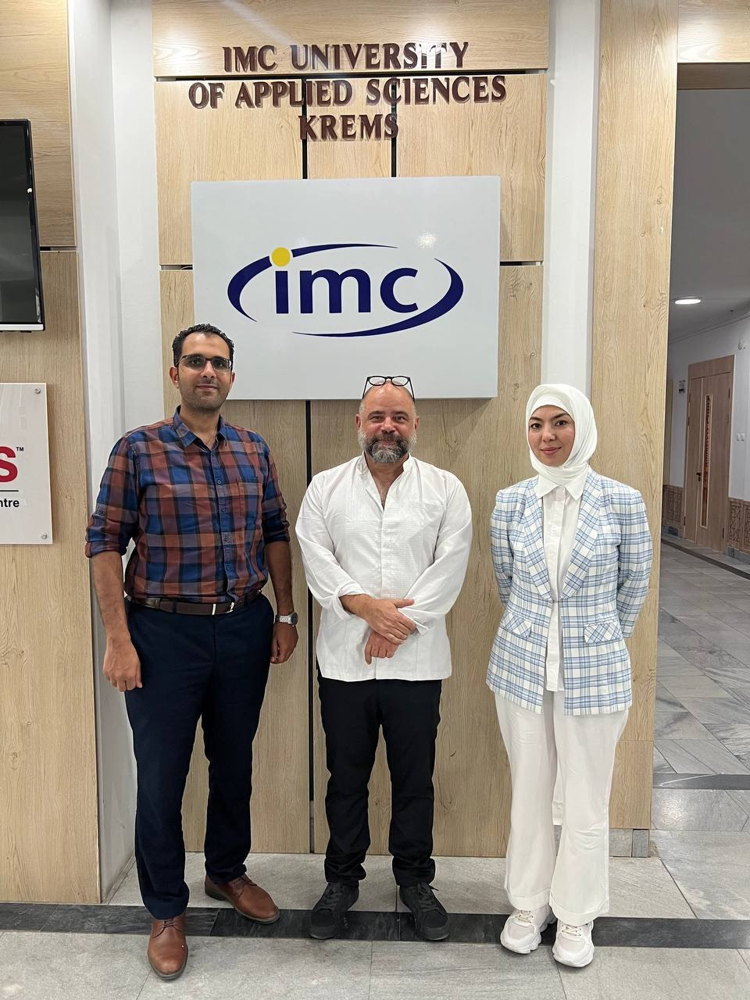 IMC UNIVERSITY
OF APPLIED SCIENCES
KREMS
imc
S™
ntre